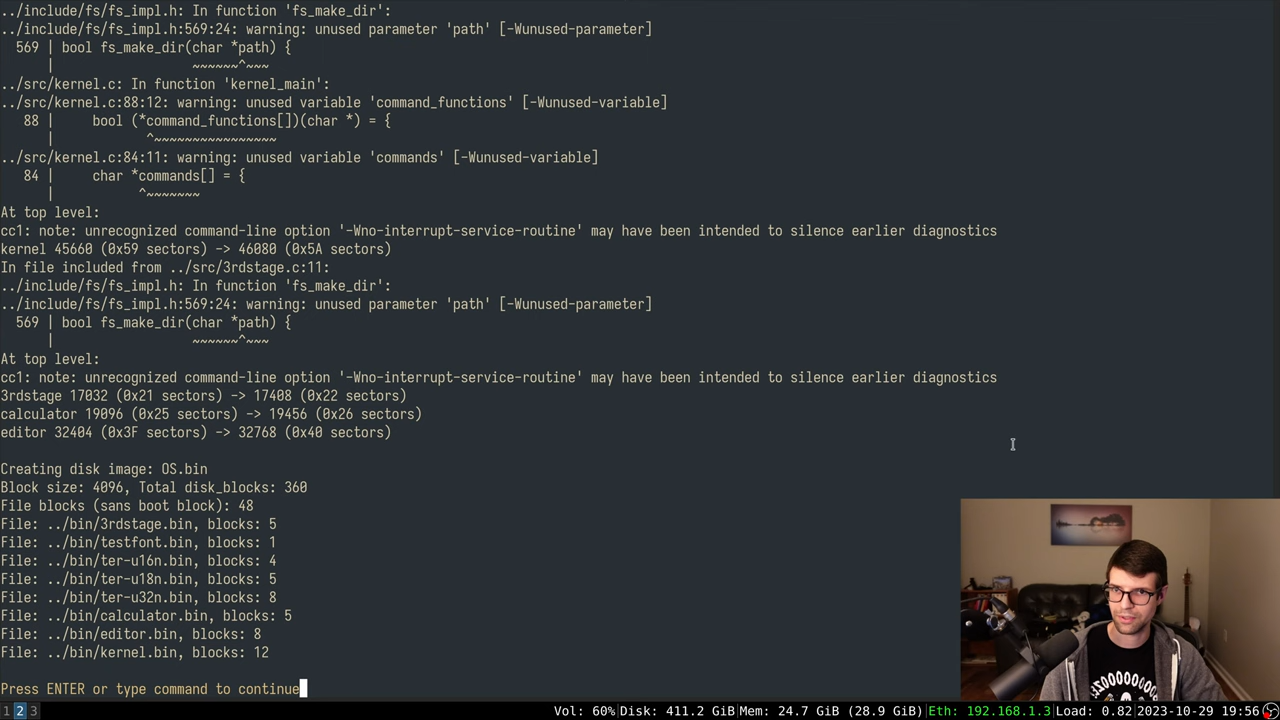 ../include/fs/fs_impl.h: In function 'fs_make_dir':
../include/fs/fs_impl.h:569:24: warning: unused parameter 'path' [-Wunused-parameter]
  569 | bool fs_make_dir(char *path) {
      |                  ~~~~~~^~~~
../src/kernel.c: In function 'kernel_main':
../src/kernel.c:88:12: warning: unused variable 'command_functions' [-Wunused-variable]
   88 |     bool (*command_functions[])(char *) = {
      |            ^~~~~~~~~~~~~~~~~
../src/kernel.c:84:11: warning: unused variable 'commands' [-Wunused-variable]
   84 |     char *commands[] = {
      |           ^~~~~~~~
At top level:
cc1: note: unrecognized command-line option '-Wno-interrupt-service-routine' may have been intended to silence earlier diagnostics
kernel 45660 (0x59 sectors) -> 46080 (0x5A sectors)
In file included from ../src/3rdstage.c:11:
../include/fs/fs_impl.h: In function 'fs_make_dir':
../include/fs/fs_impl.h:569:24: warning: unused parameter 'path' [-Wunused-parameter]
  569 | bool fs_make_dir(char *path) {
      |                  ~~~~~~^~~~
At top level:
cc1: note: unrecognized command-line option '-Wno-interrupt-service-routine' may have been intended to silence earlier diagnostics
3rdstage 17032 (0x21 sectors) -> 17408 (0x22 sectors)
calculator 19096 (0x25 sectors) -> 19456 (0x26 sectors)
editor 32404 (0x3F sectors) -> 32768 (0x40 sectors)
Creating disk image: OS.bin
Block size: 4096, Total disk_blocks: 360
File blocks (sans boot block): 48
File: ../bin/3rdstage.bin, blocks: 5
File: ../bin/testfont.bin, blocks: 1
File: ../bin/ter-u16n.bin, blocks: 4
File: ../bin/ter-u18n.bin, blocks: 5
File: ../bin/ter-u32n.bin, blocks: 8
File: ../bin/calculator.bin, blocks: 5
File: ../bin/editor.bin, blocks: 8
File: ../bin/kernel.bin, blocks: 12
Press ENTER or type command to continue
1 2 3 Vol: 60%|Disk: 411.2 GiB|Mem: 24.7 GiB (28.9 GiB)|Eth: 192.168.1.3|Load: 0.82|2023-10-29 19:56